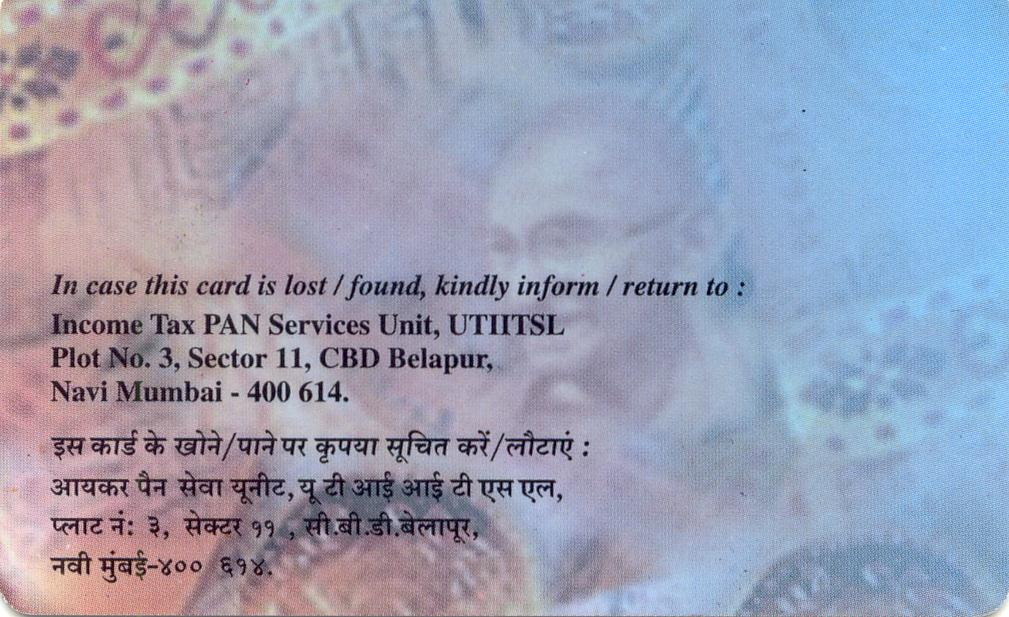 In case this card is lost / found, kindly inform / return to :
Income Tax PAN Services Unit, UTIITSL
Plot No. 3, Sector 11, CBD Belapur,
Navi Mumbai - 400 614.
इस कार्ड के खोने/पाने पर कृपया सूचित करें/लौटाएं :
आयकर पैन सेवा यूनीट, यू टी आई आई टी एस एल,
प्लाट नं: ३, सेक्टर ११ , सी.बी.डी.बेलापूर,
नवी मुंबई-४०० ६१४.